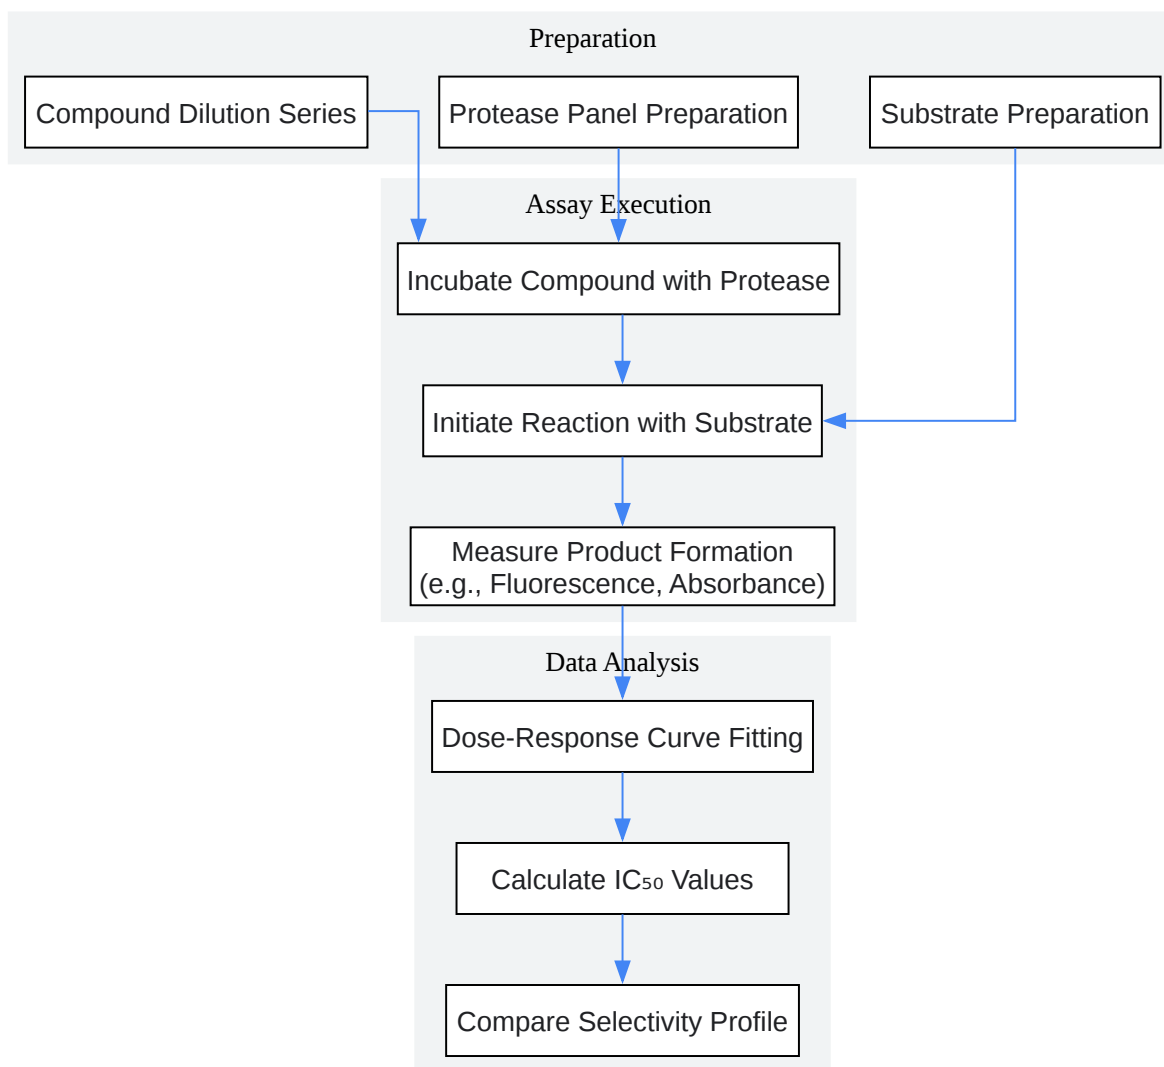 Preparation
Compound Dilution Series
Protease Panel Preparation
Substrate Preparation
Assay Execution
Incubate Compound with Protease
Initiate Reaction with Substrate
Measure Product Formation
(e.g., Fluorescence, Absorbance)
Data Analysis
Dose-Response Curve Fitting
Calculate IC₅₀ Values
Compare Selectivity Profile